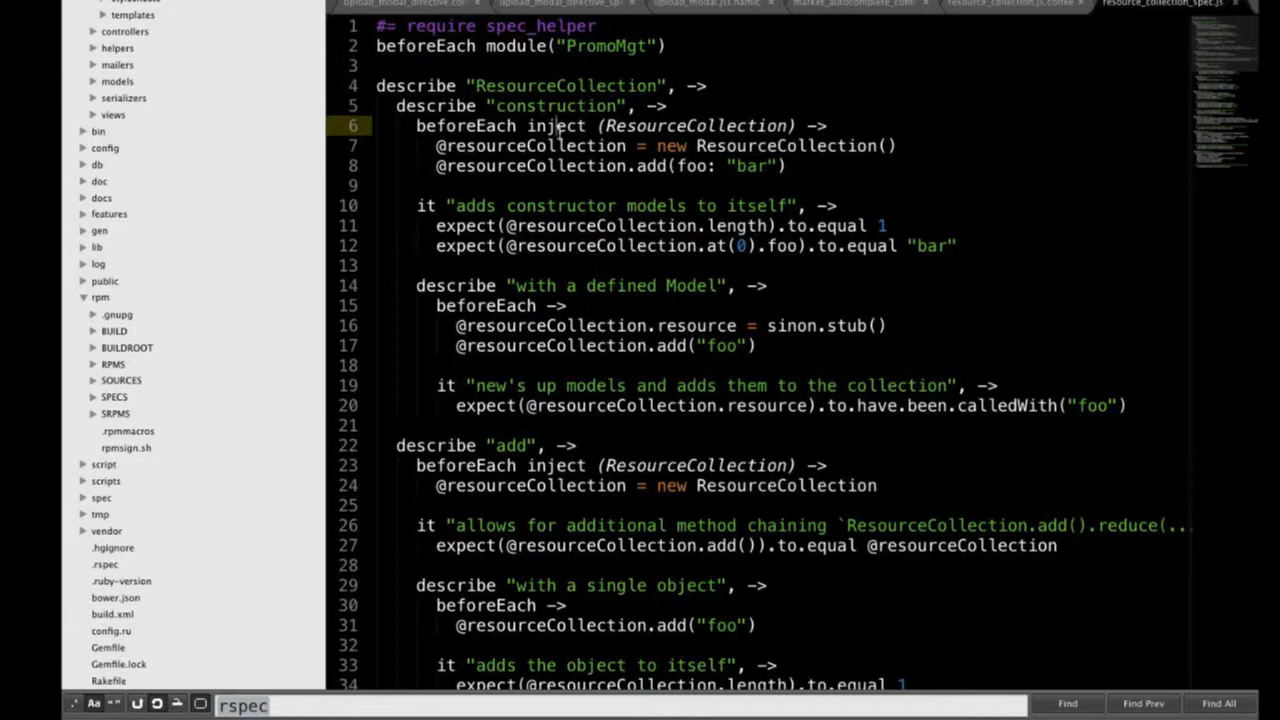 templates
controllers
helpers
mailers
models
serializers
views
bin
config
db
doc
docs
features
gen
lib
log
public
rpm
.gnupg
BUILD
BUILDROOT
RPMS
SOURCES
SPECS
SRPMS
.rpmmacros
rpmsign.sh
script
scripts
spec
tmp
vendor
.hgignore
.rspec
.ruby-version
bower.json
build.xml
config.ru
Gemfile
Gemfile.lock
Rakefile
resource_collection.js.coffee
resource_collection_spec.js
1 #= require spec_helper
2 beforeEach module("PromoMgt")
3
4 describe "ResourceCollection", ->
5 describe "construction", ->
6 beforeEach inject (ResourceCollection) ->
7 @resourceCollection = new ResourceCollection()
8 @resourceCollection.add(foo: "bar")
9
10 it "adds constructor models to itself", ->
11 expect(@resourceCollection.length).to.equal 1
12 expect(@resourceCollection.at(0).foo).to.equal "bar"
13
14 describe "with a defined Model", ->
15 beforeEach ->
16 @resourceCollection.resource = sinon.stub()
17 @resourceCollection.add("foo")
18
19 it "new's up models and adds them to the collection", ->
20 expect(@resourceCollection.resource).to.have.been.calledWith("foo")
21
22 describe "add", ->
23 beforeEach inject (ResourceCollection) ->
24 @resourceCollection = new ResourceCollection
25
26 it "allows for additional method chaining `ResourceCollection.add().reduce(...
27 expect(@resourceCollection.add()).to.equal @resourceCollection
28
29 describe "with a single object", ->
30 beforeEach ->
31 @resourceCollection.add("foo")
32
33 it "adds the object to itself", ->
34 expect(@resourceCollection.length).to.equal 1
.* Aa “”
rspec
Find
Find Prev
Find All